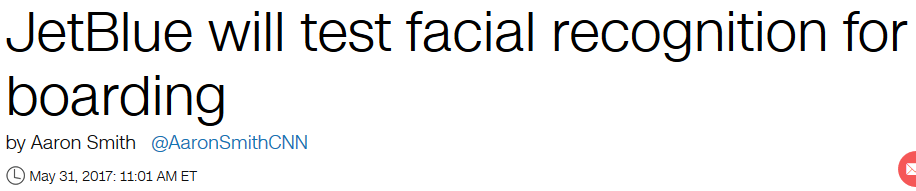 JetBlue will test facial recognition for
boarding
by Aaron Smith @AaronSmithCNN
May 31, 2017: 11:01 AM ET